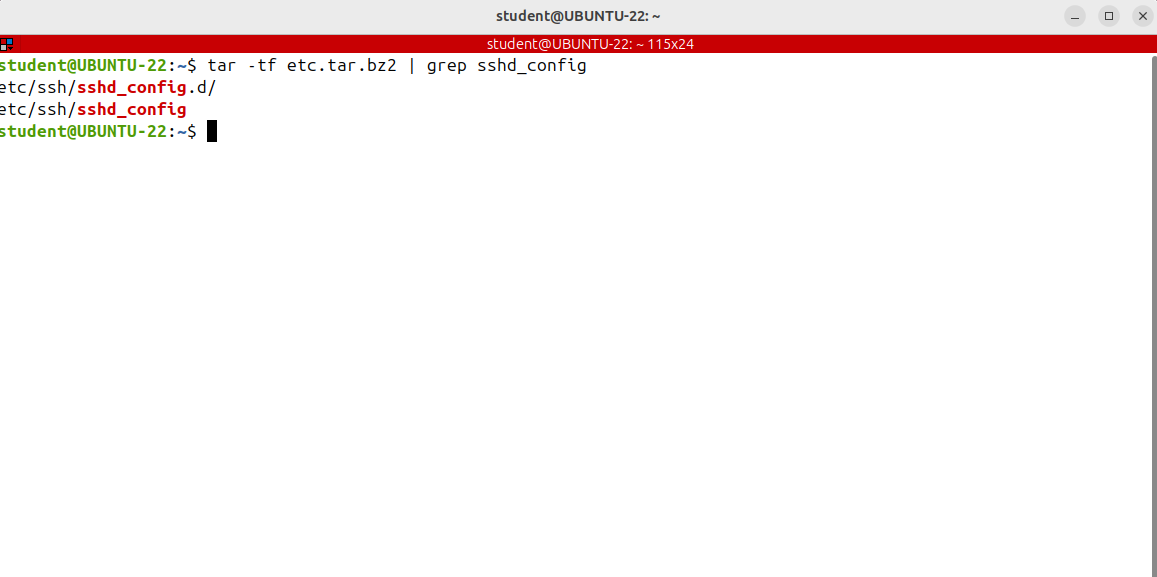 student@UBUNTU-22: ~
student@UBUNTU-22: ~ 115x24
student@UBUNTU-22:~$ tar -tf etc.tar.bz2 | grep sshd_config
etc/ssh/sshd_config.d/
etc/ssh/sshd_config
student@UBUNTU-22:~$